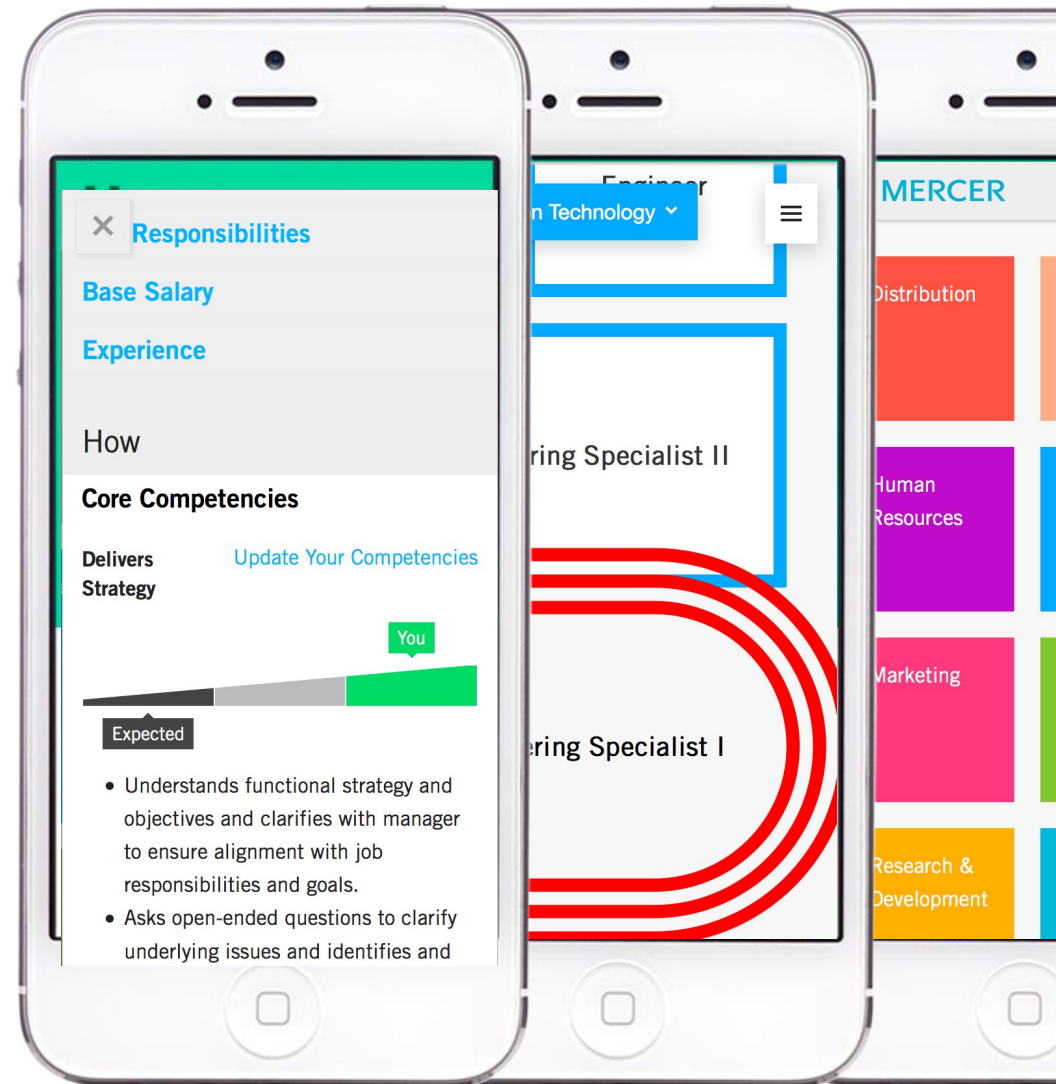 Responsibilities
Base Salary
Experience
How
Core Competencies
Delivers
Strategy
Update Your Competencies
You
Expected
• Understands functional strategy and
objectives and clarifies with manager
to ensure alignment with job
responsibilities and goals.
• Asks open-ended questions to clarify
underlying issues and identifies and
Engineer
n Technology
ring Specialist II
ering Specialist I
MERCER
Distribution
Human
Resources
Marketing
Research &
Development